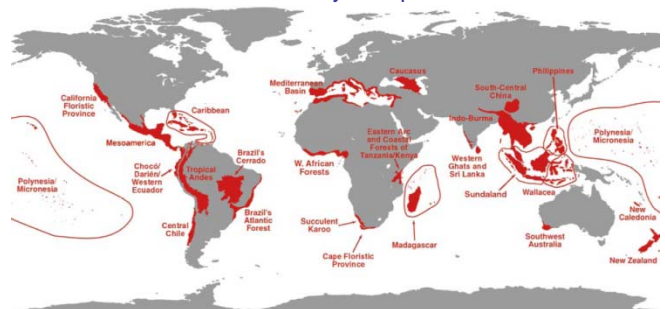 Philippines
Caucasus
Mediterranean
Basin
South-Central
China
California
Floristic
Province
Caribbean
Indo-Burma
Eastern Arc
and Coastal
Forests of
Tanzania/Kenya
Mesoamerica
Brazil's
Cerrado
Polynesia/
Micronesia
Polynesia/
Micronesia
Chocó/
Darién/
Western
Ecuador
Tropical
Andes
W. African
Forests
Western
Ghats and
Sri Lanka
Sundaland
Wallacea
New
Caledonia
Brazil's
Atlantic
Forest
Succulent
Karoo
Central
Chile
Madagascar
Southwest
Australia
Cape Floristic
Province
New Zealand